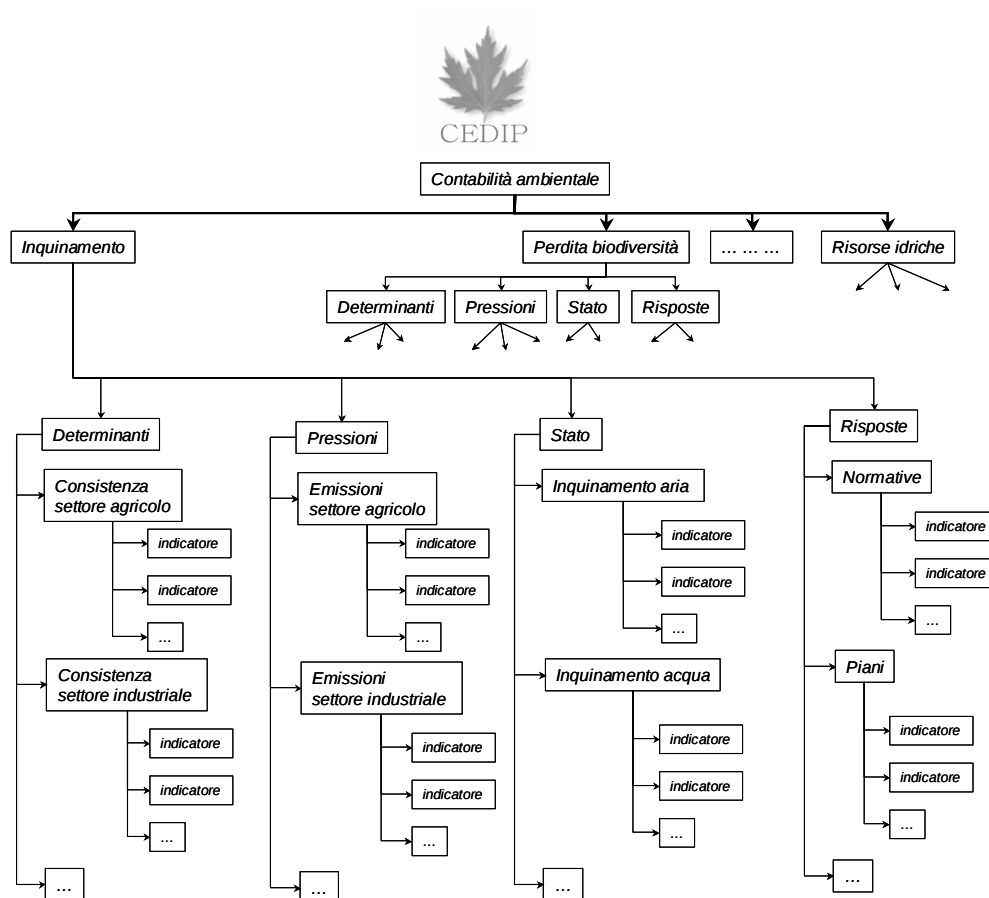 CEDIP
Contabilità ambientale
Inquinamento
Perdita biodiversità
... ... ...
Risorse idriche
Determinanti
Pressioni
Stato
Risposte
Determinanti
Consistenza
settore agricolo
indicatore
indicatore
...
Consistenza
settore industriale
indicatore
indicatore
...
...
Pressioni
Emissioni
settore agricolo
indicatore
indicatore
...
Emissioni
settore industriale
indicatore
indicatore
...
...
Stato
Inquinamento aria
indicatore
indicatore
...
Inquinamento acqua
indicatore
indicatore
...
...
Risposte
Normative
indicatore
indicatore
...
Piani
indicatore
indicatore
...
...